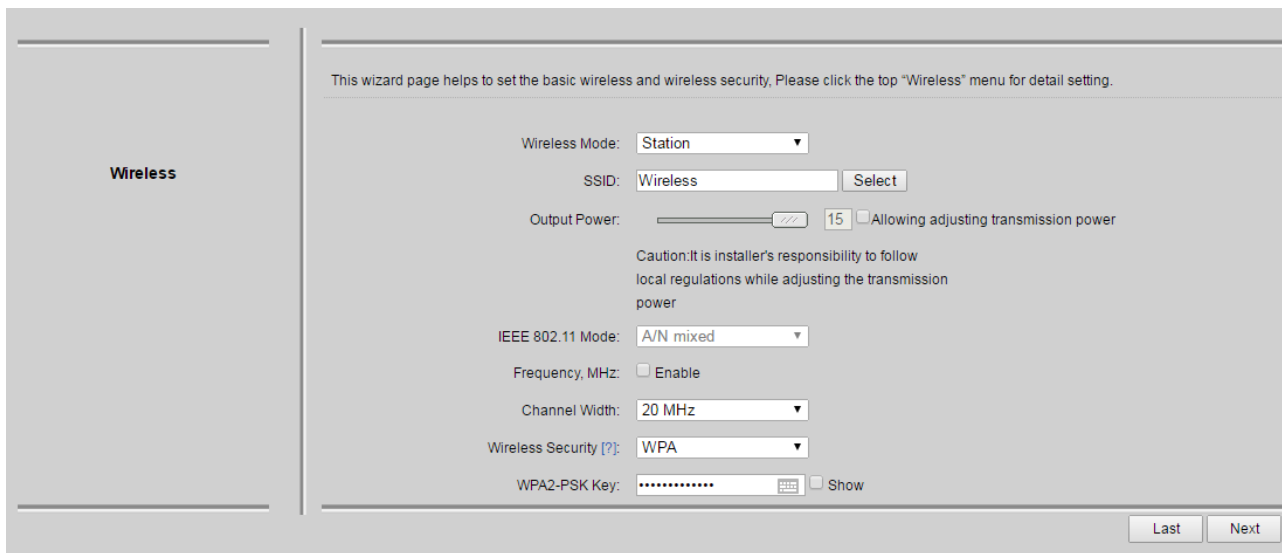 This wizard page helps to set the basic wireless and wireless security, Please click the top “Wireless” menu for detail setting.
Wireless
Wireless Mode: Station
SSID: Wireless Select
Output Power: 15 Allowing adjusting transmission power
Caution:It is installer's responsibility to follow
local regulations while adjusting the transmission
power
IEEE 802.11 Mode: A/N mixed
Frequency, MHz: Enable
Channel Width: 20 MHz
Wireless Security [?]: WPA
WPA2-PSK Key: ••••••••••••• Show
Last Next